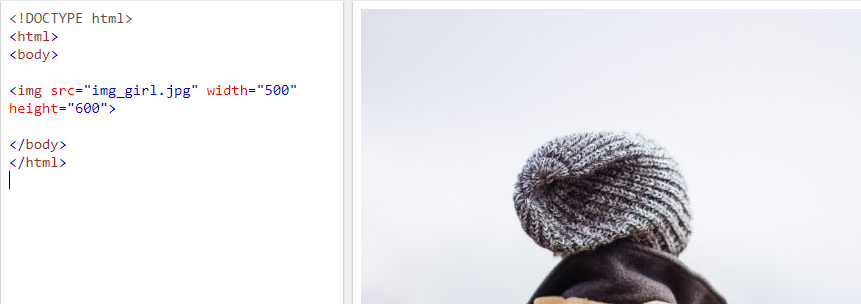 <!DOCTYPE html>
<html>
<body>
<img src="img_girl.jpg" width="500"
height="600">
</body>
</html>